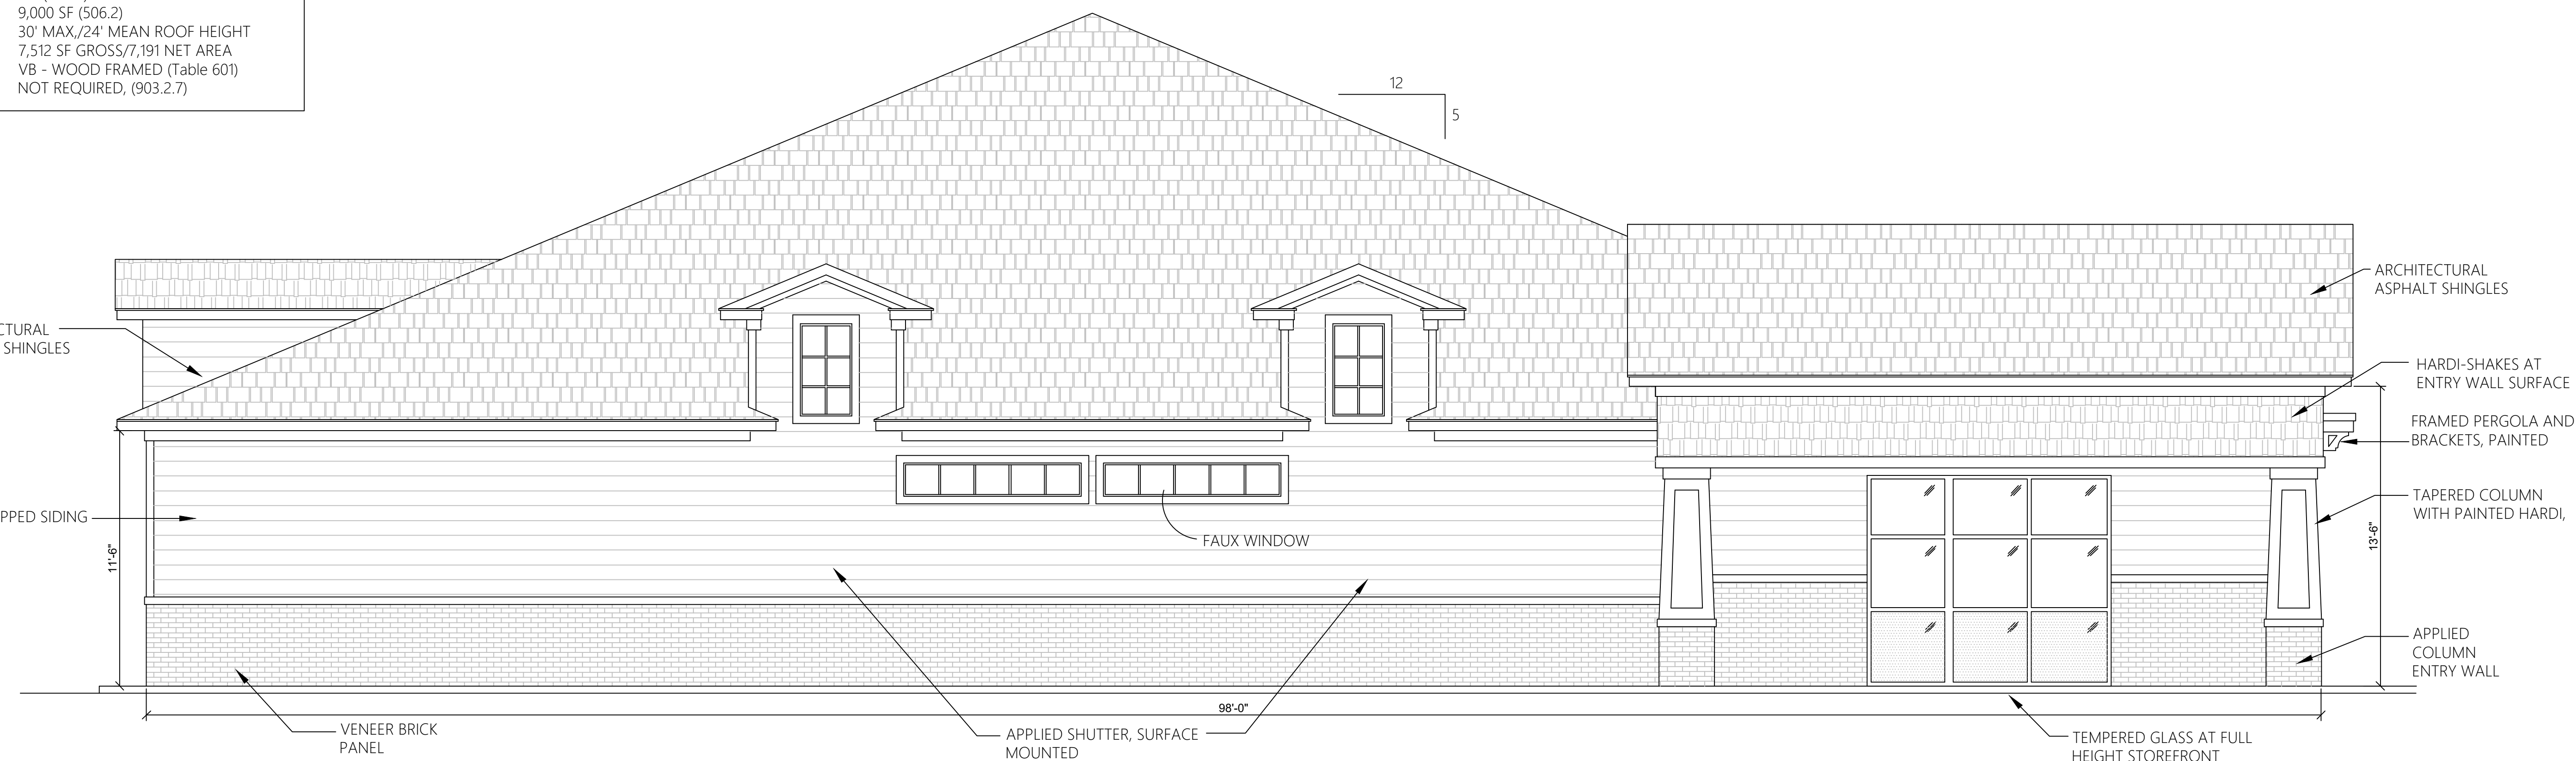 9,000 SF (506.2)
30' MAX,/24' MEAN ROOF HEIGHT
7,512 SF GROSS/7,191 NET AREA
VB - WOOD FRAMED (Table 601)
NOT REQUIRED, (903.2.7)
12
5
ARCHITECTURAL
ASPHALT SHINGLES
CTURAL
SHINGLES
HARDI-SHAKES AT
ENTRY WALL SURFACE
FRAMED PERGOLA AND
BRACKETS, PAINTED
TAPERED COLUMN
WITH PAINTED HARDI,
PPED SIDING
FAUX WINDOW
11'-6"
13'-6"
APPLIED
COLUMN
ENTRY WALL
98'-0"
VENEER BRICK
PANEL
APPLIED SHUTTER, SURFACE
MOUNTED
TEMPERED GLASS AT FULL
HEIGHT STOREFRONT